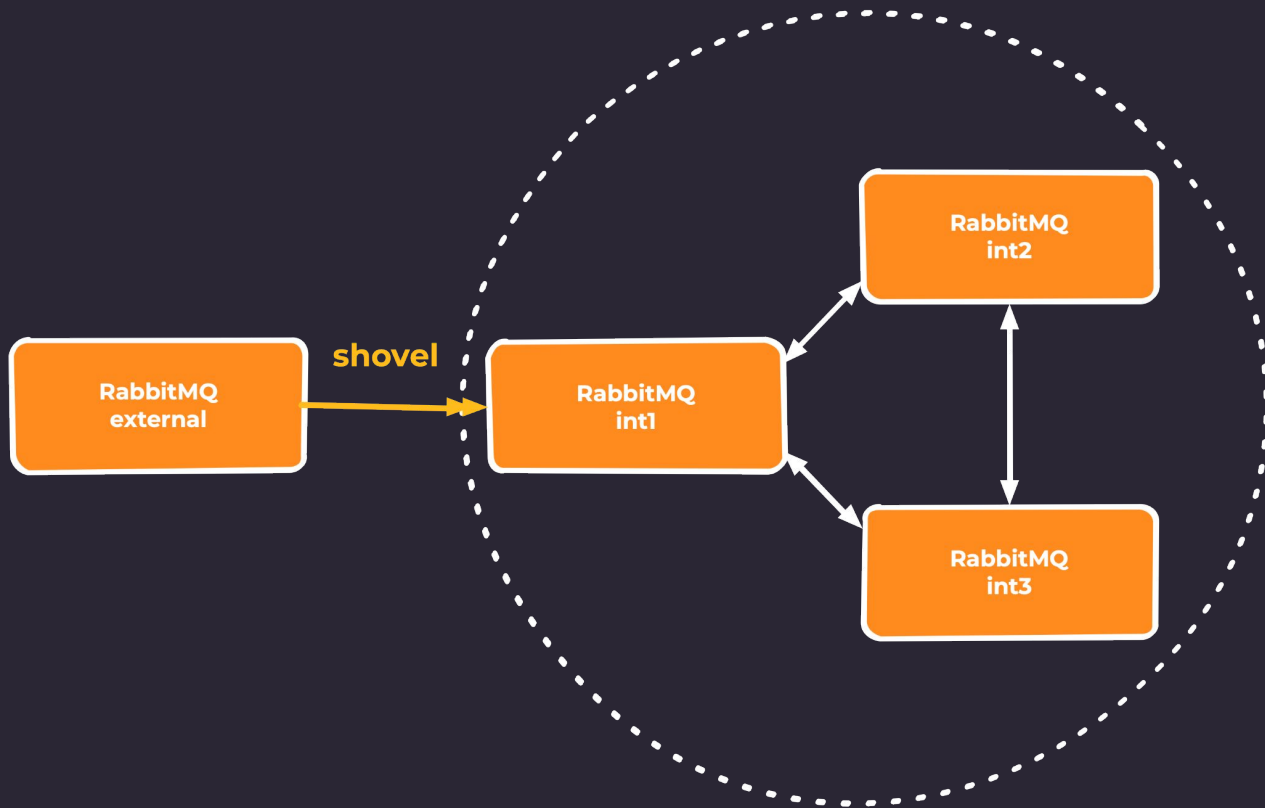 RabbitMQ
external
shovel
RabbitMQ
int1
RabbitMQ
int2
RabbitMQ
int3